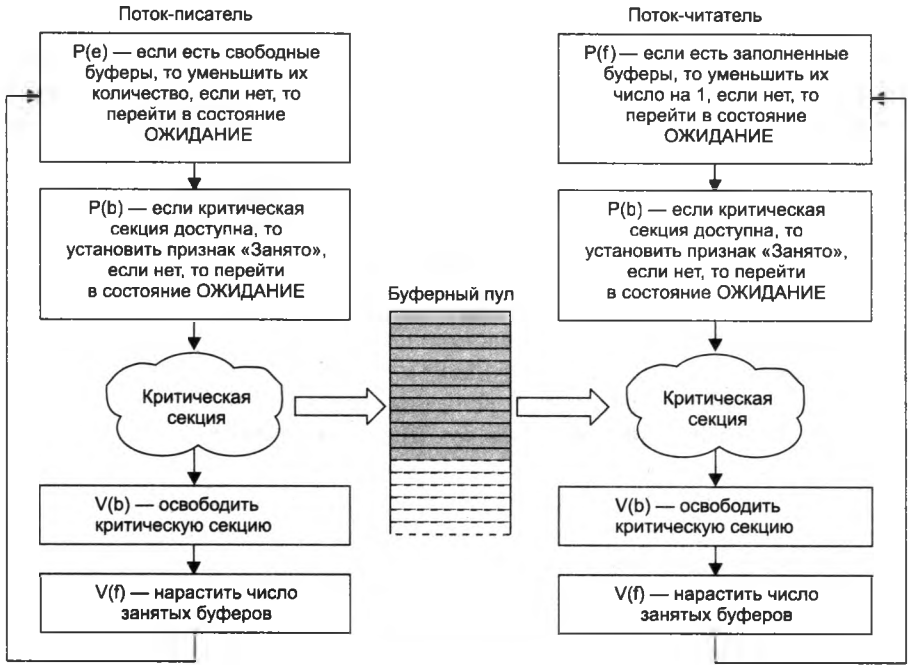 Поток-писатель
P(e) — если есть свободные
буферы, то уменьшить их
количество, если нет, то
перейти в состояние
ОЖИДАНИЕ
P(b) — если критическая
секция доступна, то
установить признак «Занято»,
если нет, то перейти
в состояние ОЖИДАНИЕ
Критическая
секция
V(b) — освободить
критическую секцию
V(f) — нарастить число
занятых буферов
Буферный пул
Поток-читатель
P(f) — если есть заполненные
буферы, то уменьшить их
число на 1, если нет, то
перейти в состояние
ОЖИДАНИЕ
P(b) — если критическая
секция доступна, то
установить признак «Занято»,
если нет, то перейти
в состояние ОЖИДАНИЕ
Критическая
секция
V(b) — освободить
критическую секцию
V(f) — нарастить число
занятых буферов